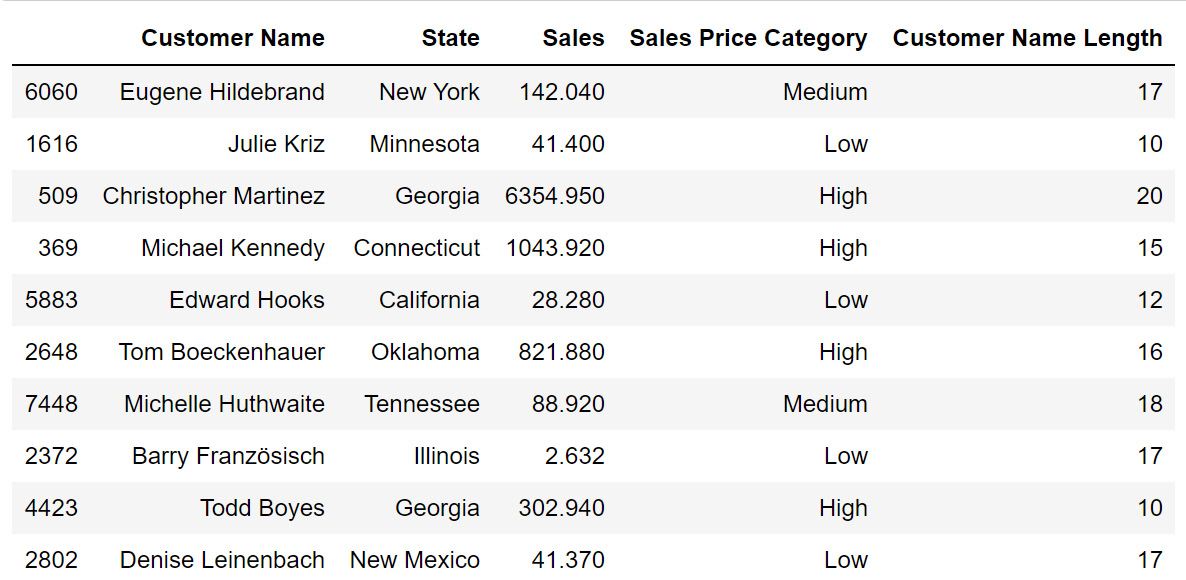 Customer Name State Sales Sales Price Category Customer Name Length
6060 Eugene Hildebrand New York 142.040 Medium 17
1616 Julie Kriz Minnesota 41.400 Low 10
509 Christopher Martinez Georgia 6354.950 High 20
369 Michael Kennedy Connecticut 1043.920 High 15
5883 Edward Hooks California 28.280 Low 12
2648 Tom Boeckenhauer Oklahoma 821.880 High 16
7448 Michelle Huthwaite Tennessee 88.920 Medium 18
2372 Barry Französisch Illinois 2.632 Low 17
4423 Todd Boyes Georgia 302.940 High 10
2802 Denise Leinenbach New Mexico 41.370 Low 17